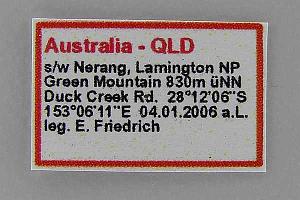 Australia - QLD
s/w Nerang, Lamington NP
Green Mountain 830m üNN
Duck Creek Rd. 28°12'06"S
153°06'11"E 04.01.2006 a.L.
leg. E. Friedrich